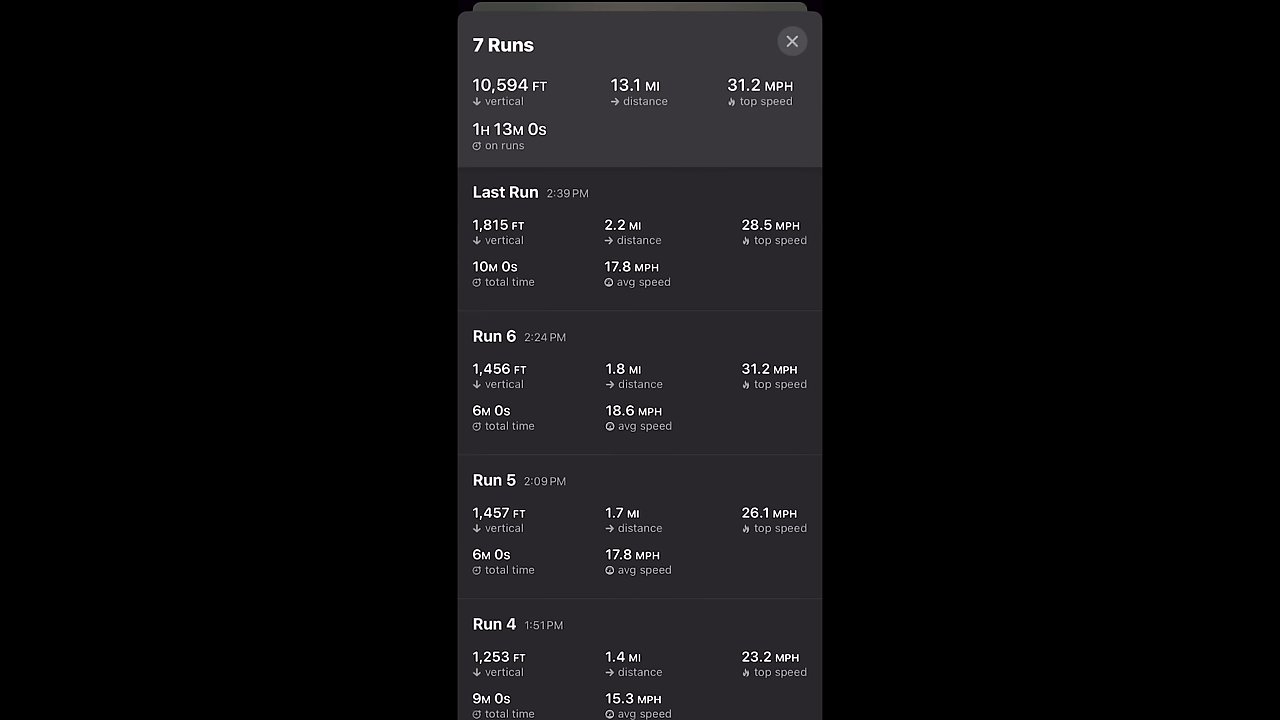 7 Runs
10,594 FT 13.1 MI 31.2 MPH
vertical distance top speed
1H 13M 0S
on runs
Last Run 2:39 PM
1,815 FT 2.2 MI 28.5 MPH
vertical distance top speed
10M 0S 17.8 MPH
total time avg speed
Run 6 2:24 PM
1,456 FT 1.8 MI 31.2 MPH
vertical distance top speed
6M 0S 18.6 MPH
total time avg speed
Run 5 2:09 PM
1,457 FT 1.7 MI 26.1 MPH
vertical distance top speed
6M 0S 17.8 MPH
total time avg speed
Run 4 1:51 PM
1,253 FT 1.4 MI 23.2 MPH
vertical distance top speed
9M 0S 15.3 MPH
total time avg speed